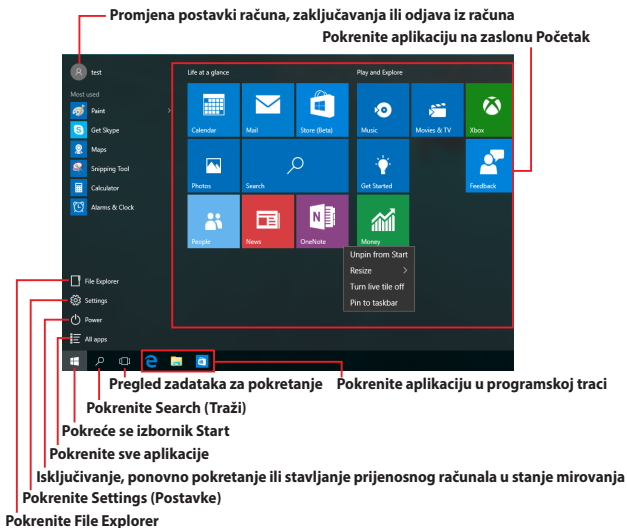 Promjena postavki računa, zaključavanja ili odjava iz računa
Pokrenite aplikaciju na zaslonu Početak
test
Life at a glance
Play and Explore
Most used
Paint
Get Skype
Maps
Snipping Tool
Calculator
Alarms & Clock
Calendar
Mail
Store (Beta)
Music
Movies & TV
Xbox
Photos
Search
Get Started
Feedback
People
News
OneNote
Money
Unpin from Start
Resize
Turn live tile off
Pin to taskbar
File Explorer
Settings
Power
All apps
Pregled zadataka za pokretanje
Pokrenite aplikaciju u programskoj traci
Pokrenite Search (Traži)
Pokreće se izbornik Start
Pokrenite sve aplikacije
Isključivanje, ponovno pokretanje ili stavljanje prijenosnog računala u stanje mirovanja
Pokrenite Settings (Postavke)
Pokrenite File Explorer